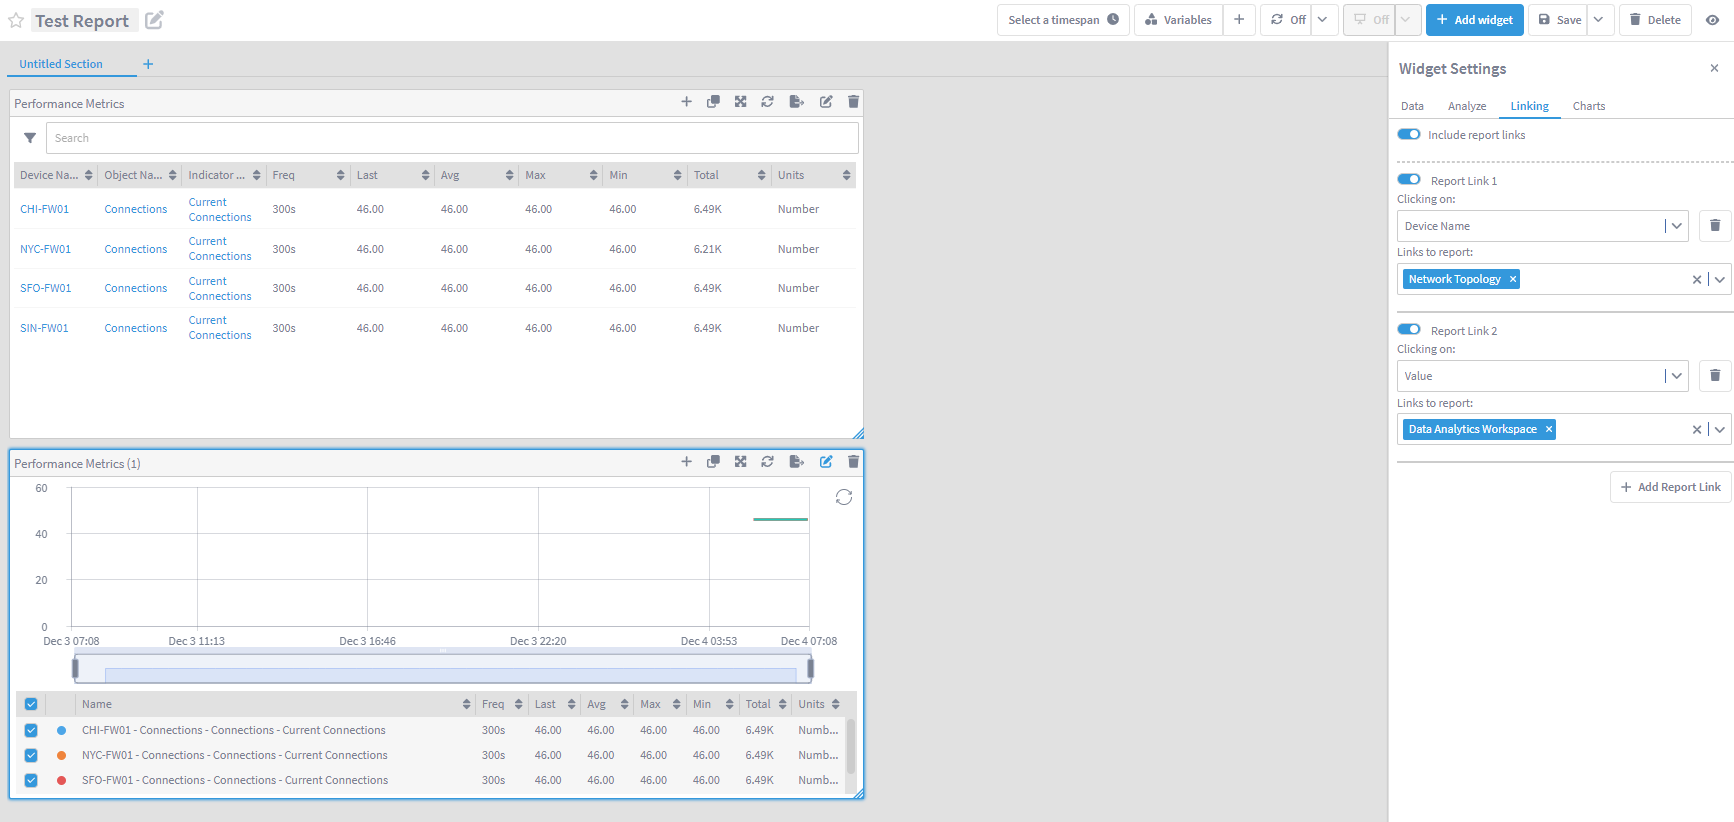 Test Report
Select a timespan
Variables
Off
Off
Add widget
Save
Delete
Untitled Section
Performance Metrics
Search
Device Na... Object Na... Indicator ... Freq Last Avg Max Min Total Units
CHI-FW01 Connections Current Connections 300s 46.00 46.00 46.00 46.00 6.49K Number
NYC-FW01 Connections Current Connections 300s 46.00 46.00 46.00 46.00 6.21K Number
SFO-FW01 Connections Current Connections 300s 46.00 46.00 46.00 46.00 6.49K Number
SIN-FW01 Connections Current Connections 300s 46.00 46.00 46.00 46.00 6.49K Number
Performance Metrics (1)
60
40
20
0
Dec 3 07:08 Dec 3 11:13 Dec 3 16:46 Dec 3 22:20 Dec 4 03:53 Dec 4 07:08
Name Freq Last Avg Max Min Total Units
CHI-FW01 - Connections - Connections - Current Connections 300s 46.00 46.00 46.00 46.00 6.49K Numb...
NYC-FW01 - Connections - Connections - Current Connections 300s 46.00 46.00 46.00 46.00 6.49K Numb...
SFO-FW01 - Connections - Connections - Current Connections 300s 46.00 46.00 46.00 46.00 6.49K Numb...
Widget Settings
Data Analyze Linking Charts
Include report links
Report Link 1
Clicking on:
Device Name
Links to report:
Network Topology
Report Link 2
Clicking on:
Value
Links to report:
Data Analytics Workspace
Add Report Link